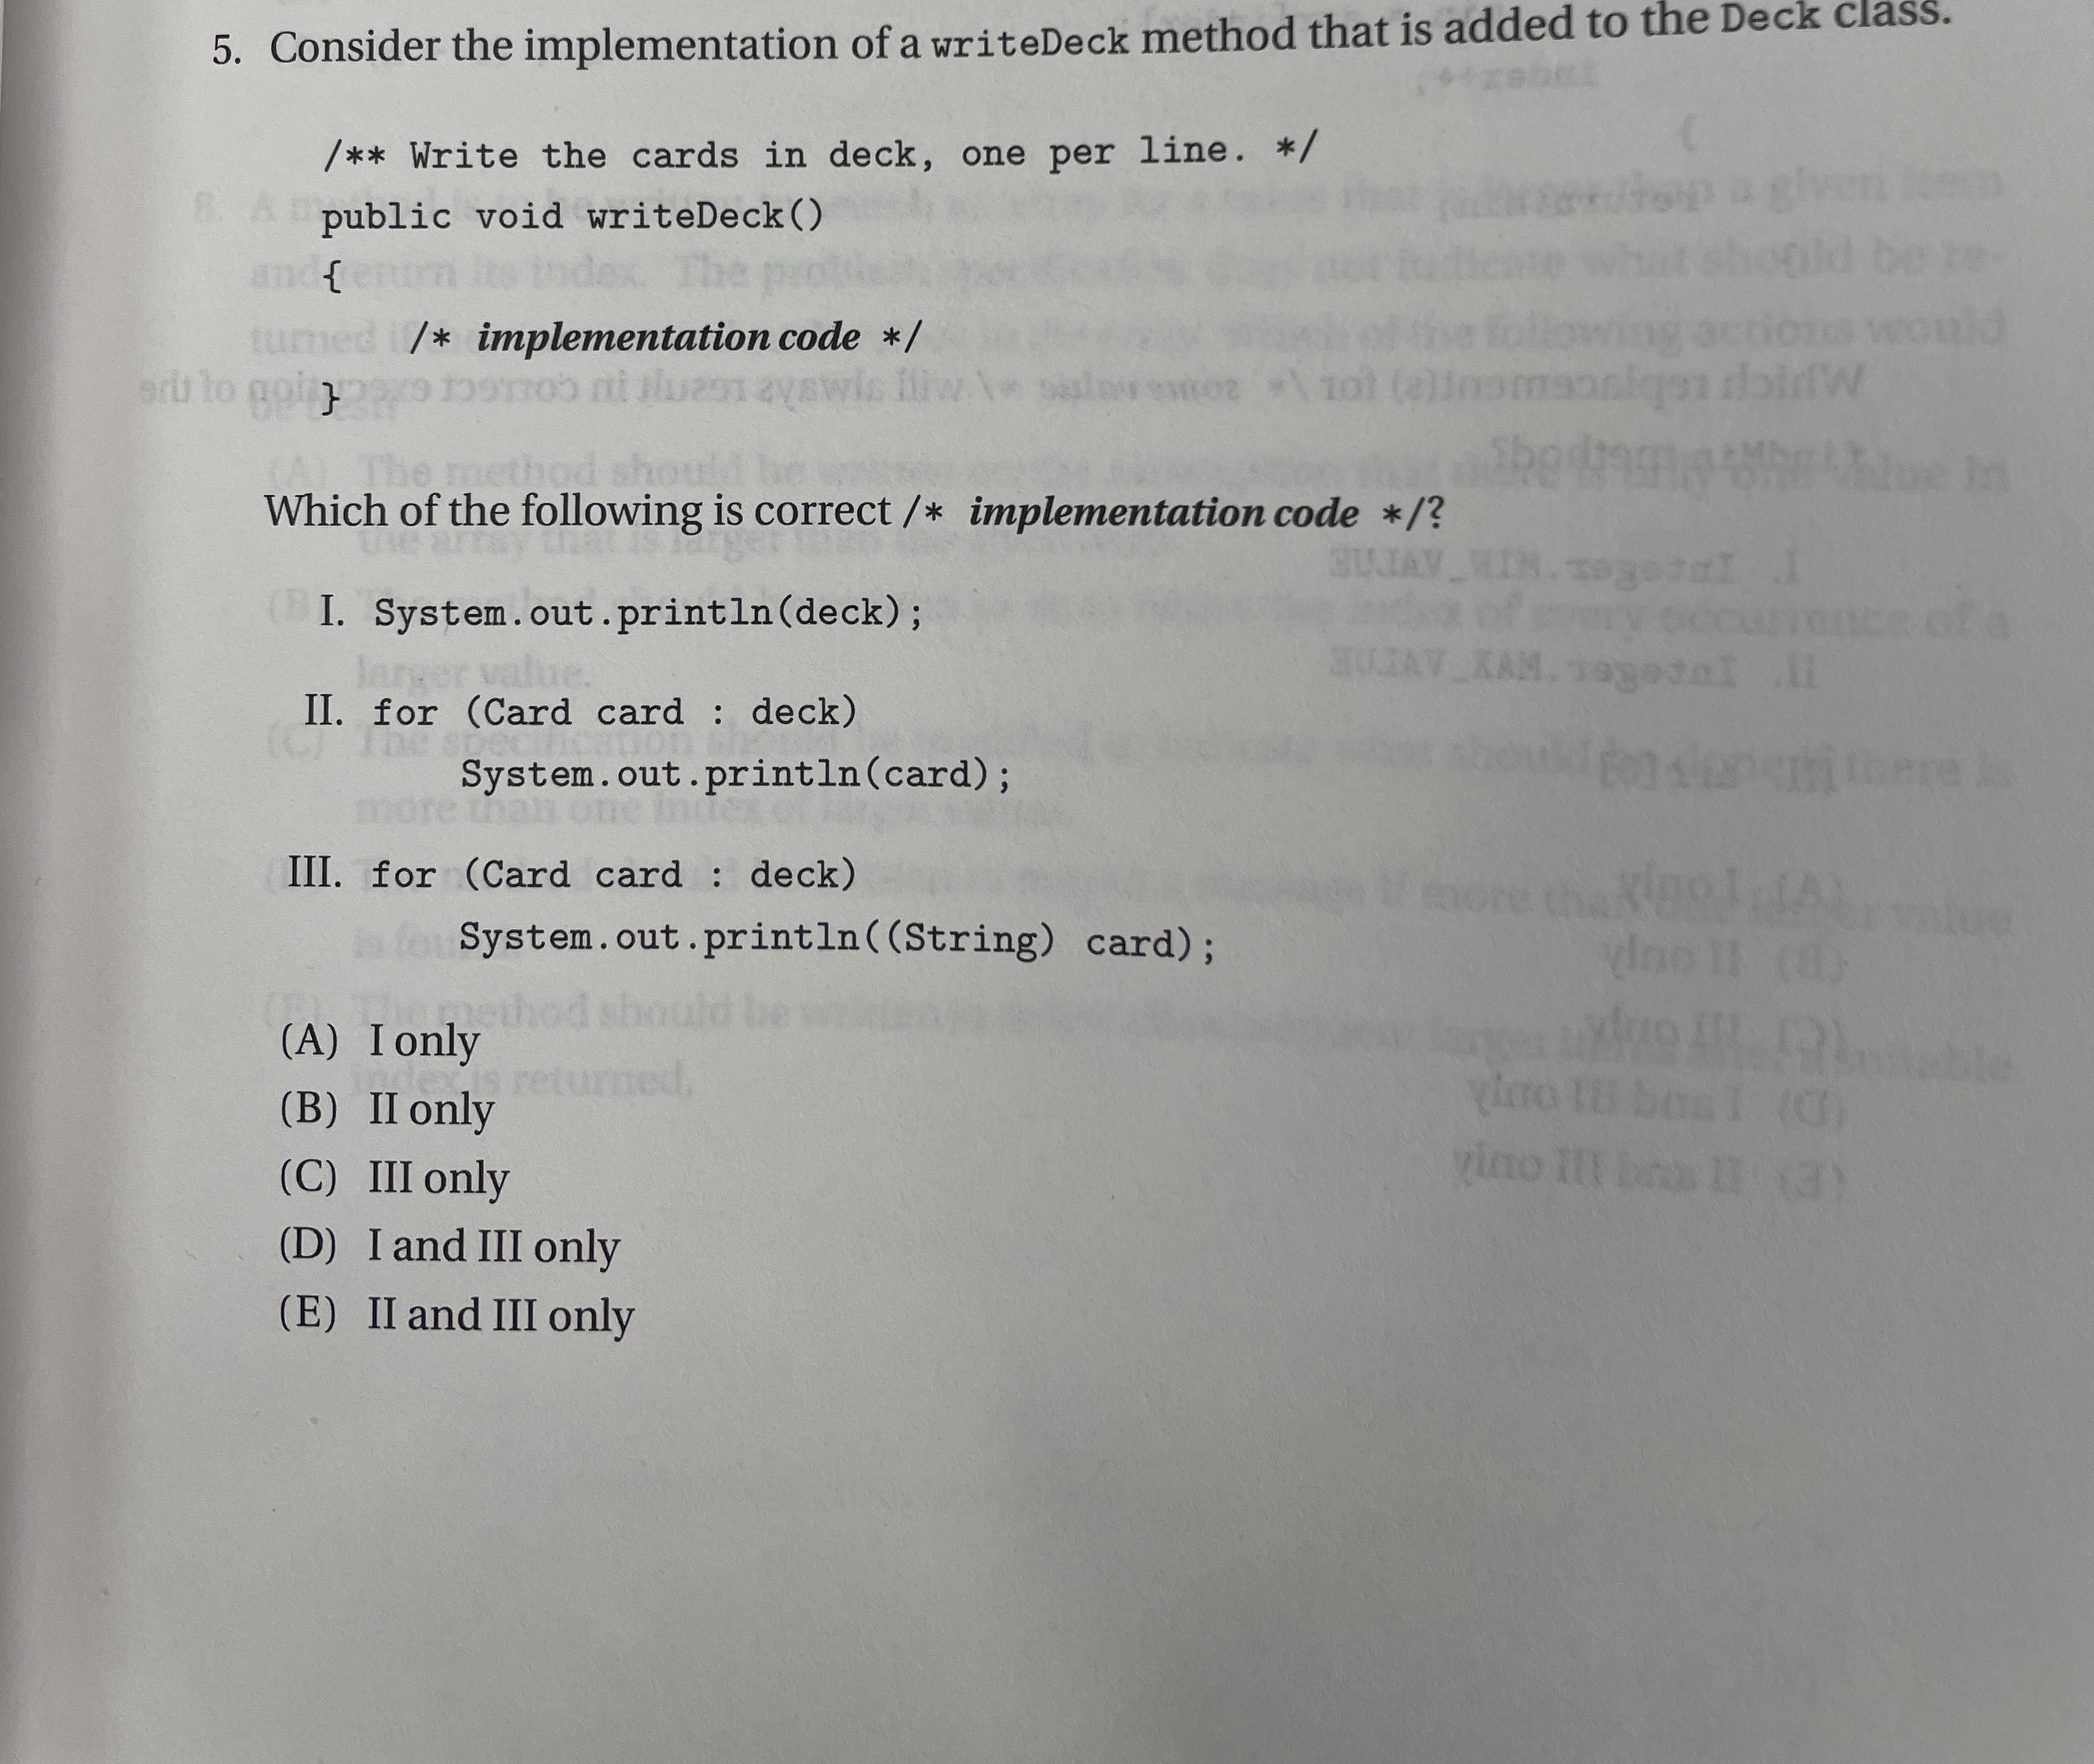 5. Consider the implementation of a writeDeck method that is added to the Deck class.
/** Write the cards in deck, one per line. */
public void writeDeck()
{
/* implementation code */
}
Which of the following is correct /* implementation code */?
I. System.out.println(deck);
II. for (Card card : deck)
System.out.println(card);
III. for (Card card : deck)
System.out.println((String) card);
(A) I only
(B) II only
(C) III only
(D) I and III only
(E) II and III only